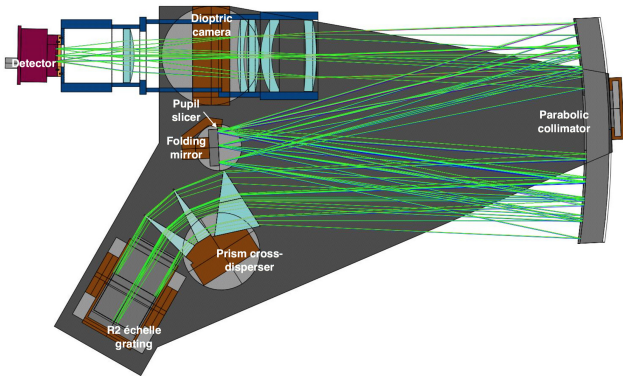 Dioptric
camera
Detector
Pupil
slicer
Folding
mirror
Parabolic
collimator
Prism cross-
disperser
R2 échelle
grating